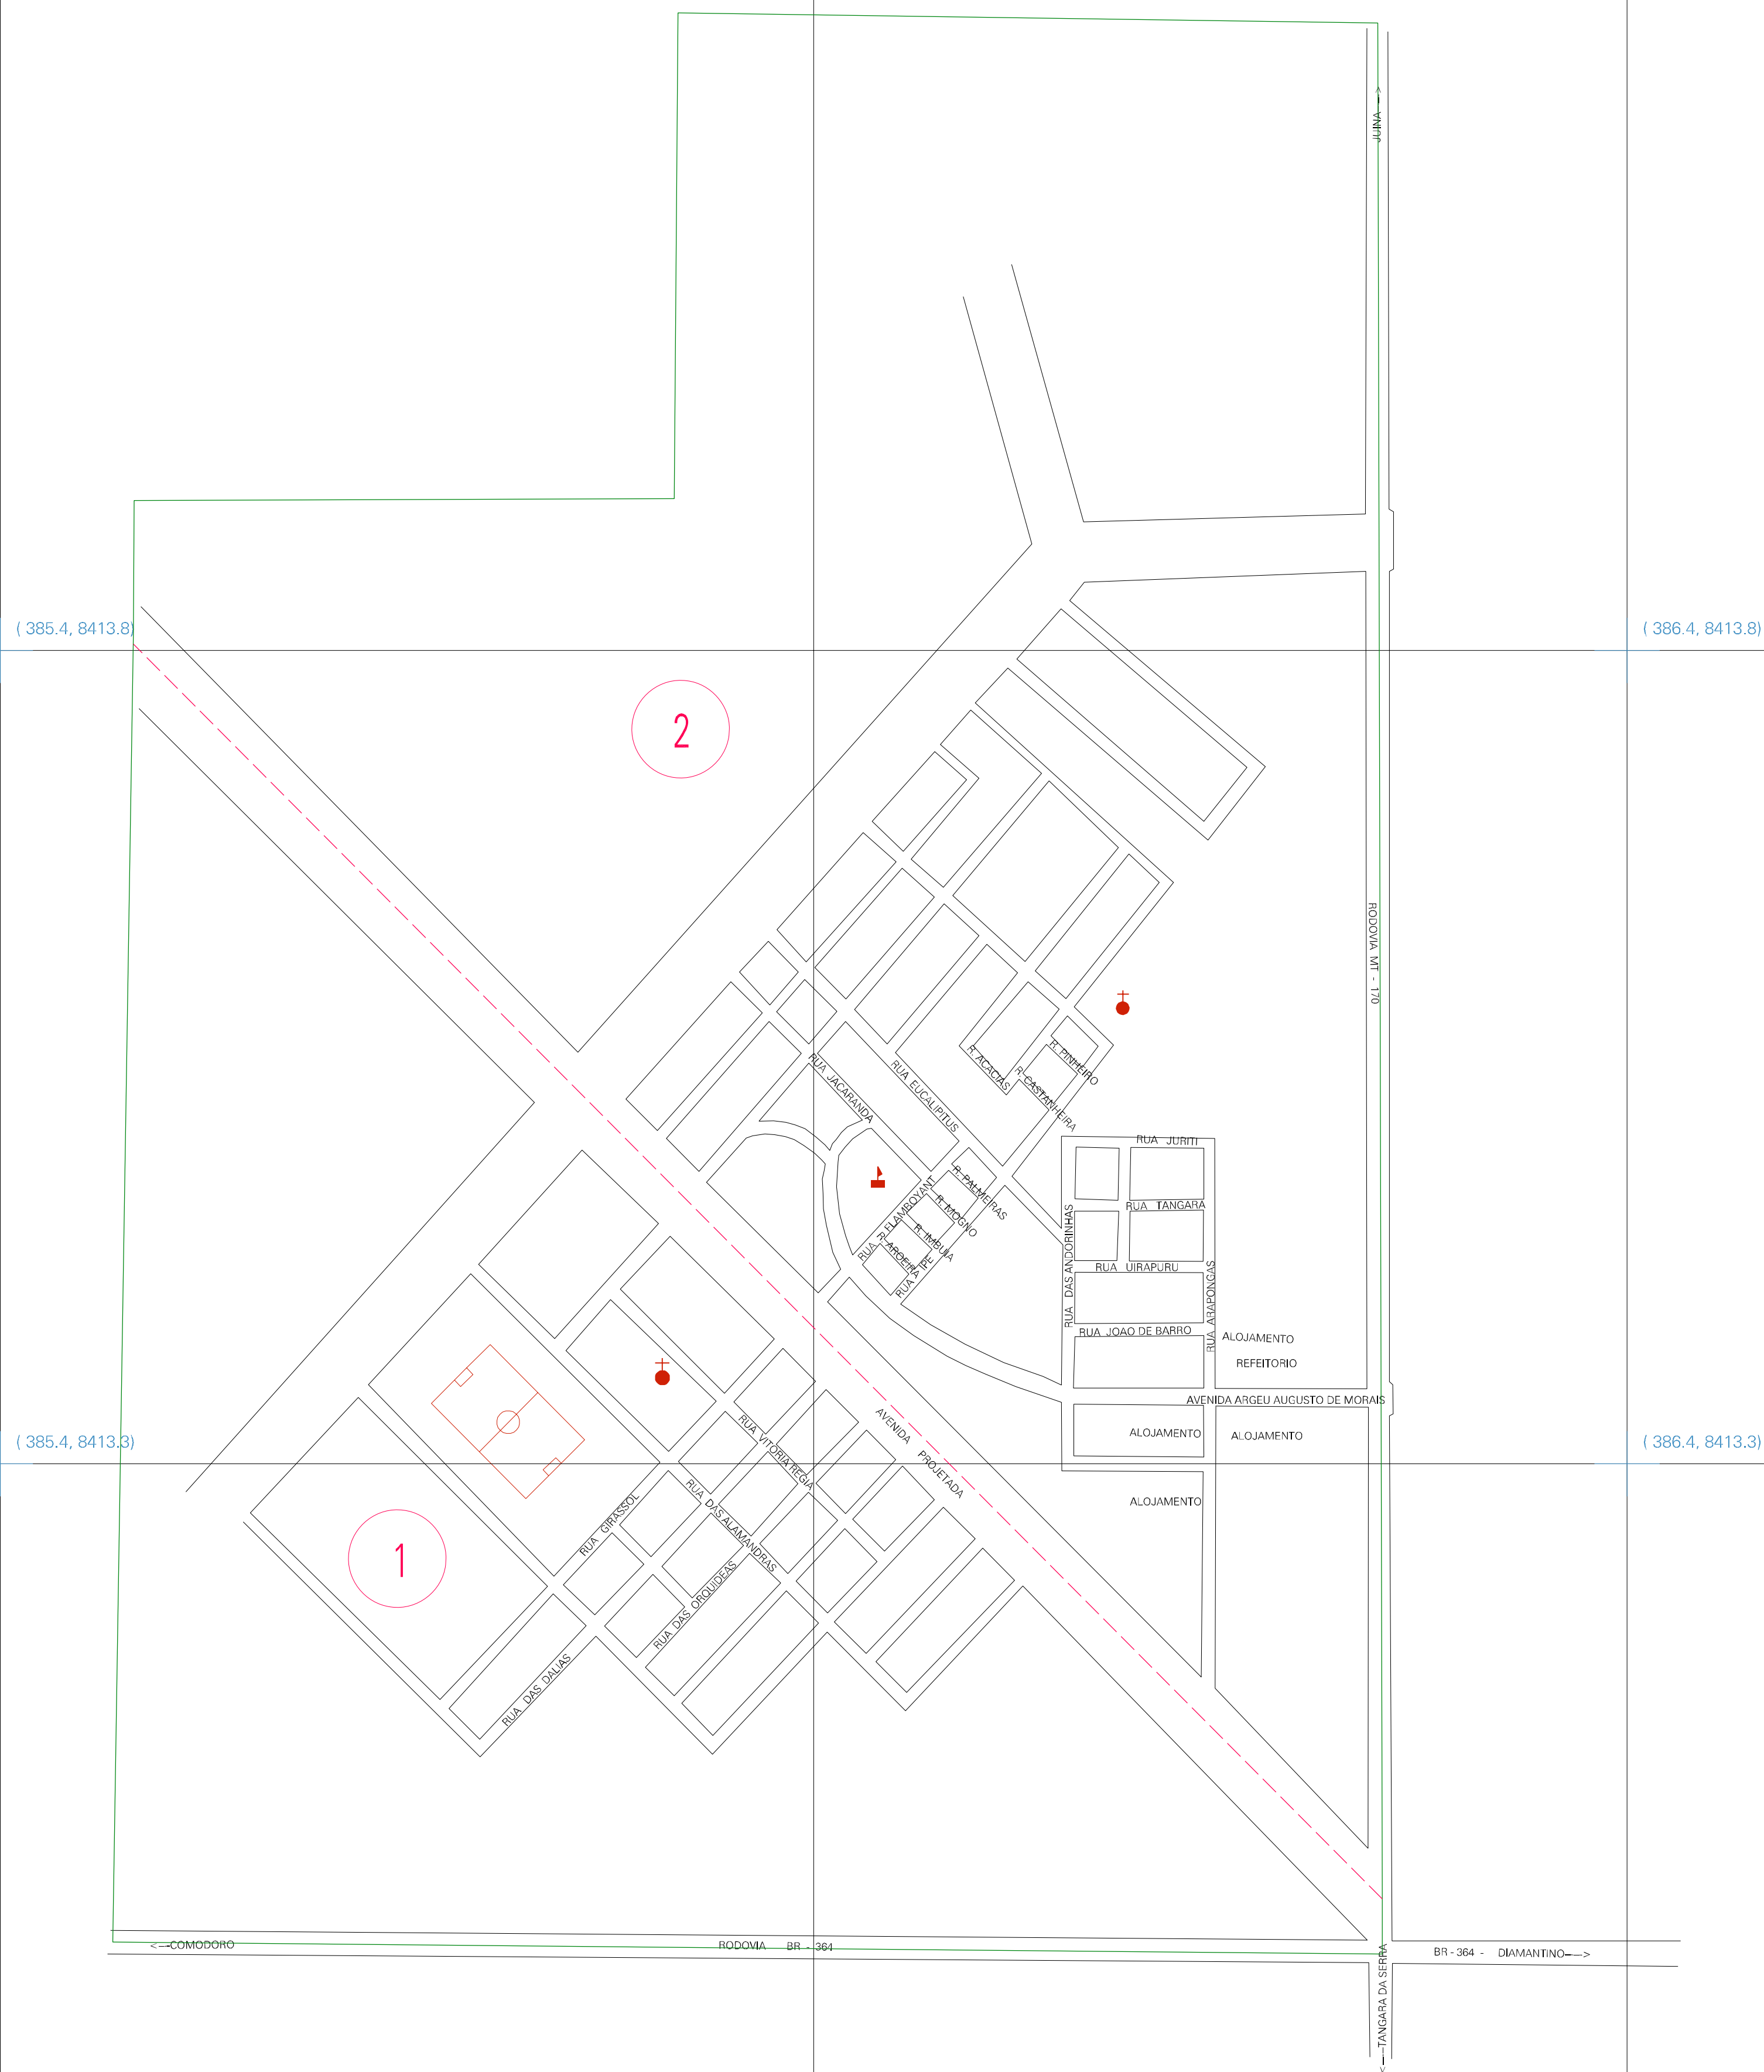 JUINA --->
( 385.4, 8413.8)
( 386.4, 8413.8)
2
RODOVIA MT - 170
R. PINHEIRO
R. ACACIAS
RUA JACARANDA
RUA EUCALIPITUS
R. CASTANHEIRA
RUA JURITI
R. PALMEIRAS
RUA FLAMBOYANT
R. MOGNO
RUA TANGARA
R. IMBUIA
R. AROEIRA
RUA IPE
RUA DAS ANDORINHAS
RUA UIRAPURU
RUA ARAPONGAS
RUA JOAO DE BARRO
ALOJAMENTO
REFEITORIO
AVENIDA ARGEU AUGUSTO DE MORAIS
AVENIDA PROJETADA
ALOJAMENTO
ALOJAMENTO
( 385.4, 8413.3)
( 386.4, 8413.3)
RUA VITORIA REGIA
RUA DAS ALAMANDRAS
ALOJAMENTO
RUA GIRASSOL
1
RUA DAS ORQUIDEAS
RUA DAS DALIAS
<---COMODORO
RODOVIA BR - 364
BR - 364 - DIAMANTINO--->
<---TANGARA DA SERRA